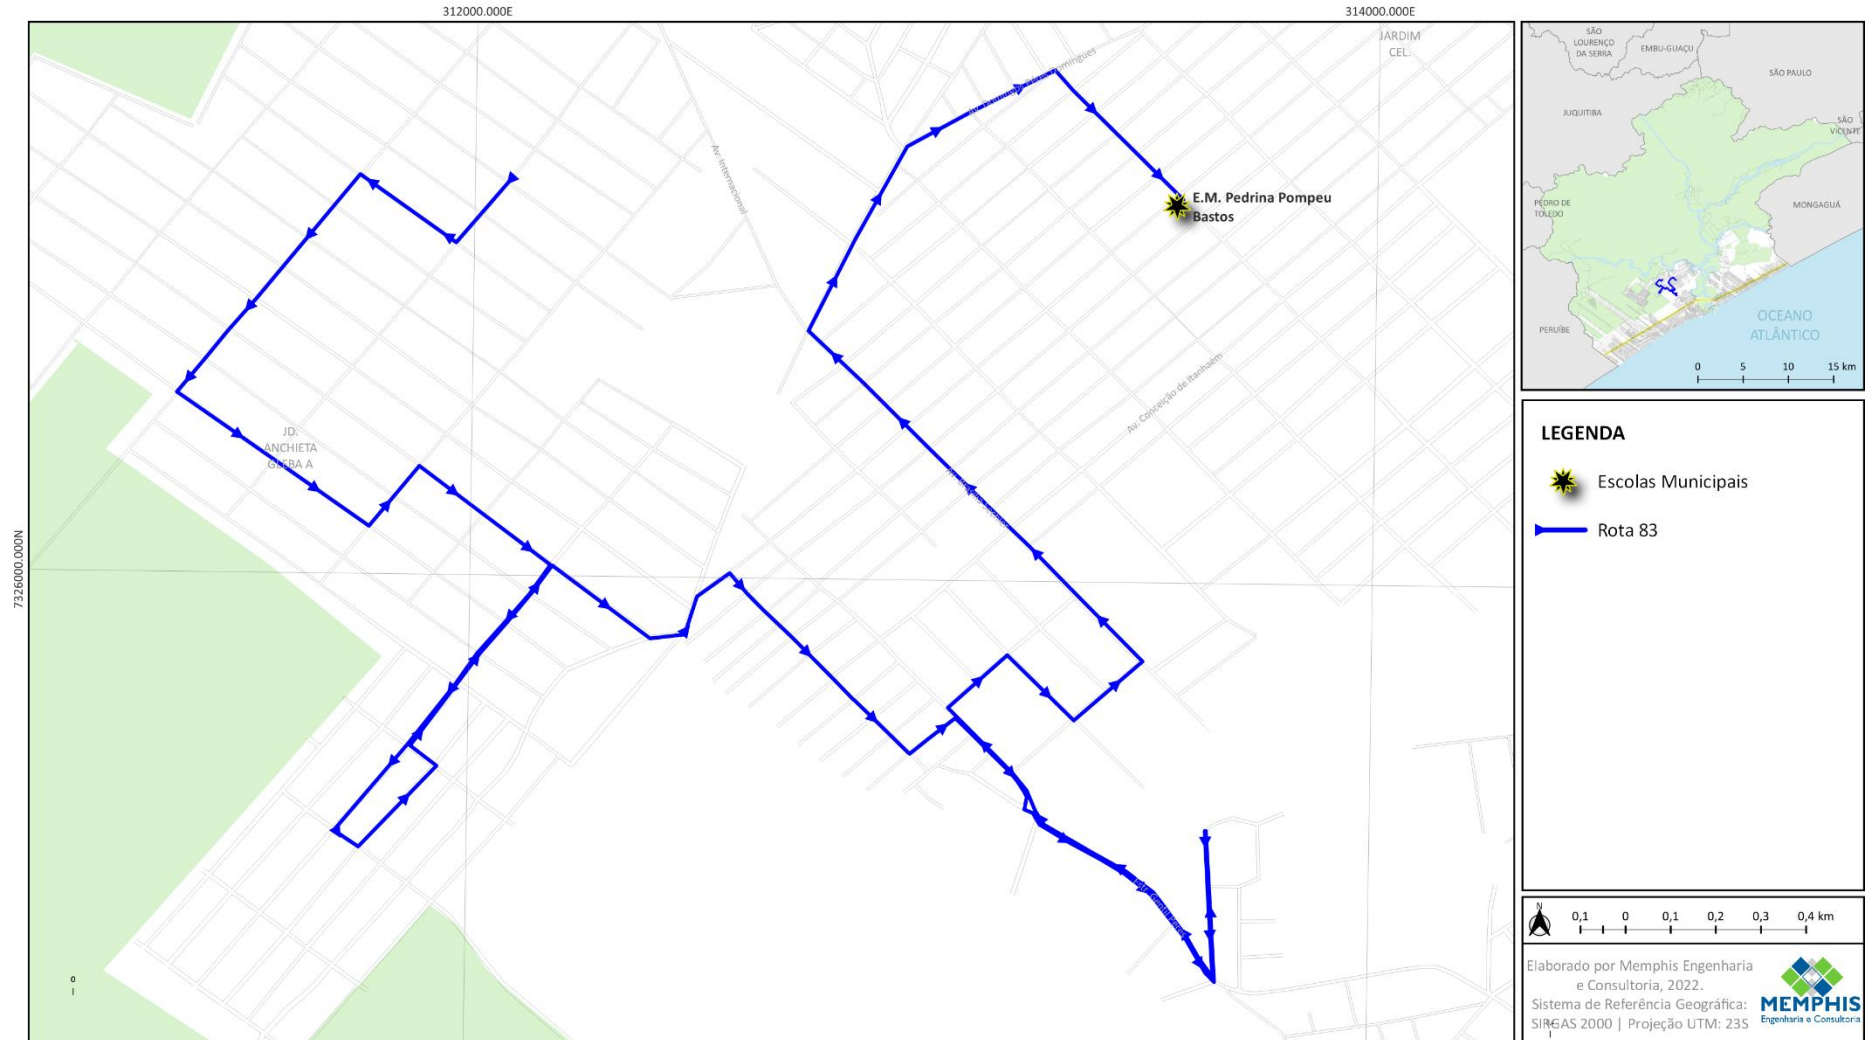 312000.000E
314000.000E
7326000.000N
JARDIM
CEL.
Av. Internacional
E.M. Pedrina Pompeu
Bastos
Av. Conceição de Itanhaém
JD.
ANCHIETA
GLEBA A
0
SÃO
LOURENÇO
DA SERRA
EMBU-GUAÇU
SÃO PAULO
JUQUITIBA
SÃO
VICENTE
PEDRO DE
TOLEDO
MONGAGUÁ
PERUÍBE
OCEANO
ATLÂNTICO
0 5 10 15 km
LEGENDA
Escolas Municipais
Rota 83
N
0,1 0 0,1 0,2 0,3 0,4 km
Elaborado por Memphis Engenharia
e Consultoria, 2022.
Sistema de Referência Geográfica:
SIRGAS 2000 | Projeção UTM: 23S
MEMPHIS
Engenharia e Consultoria